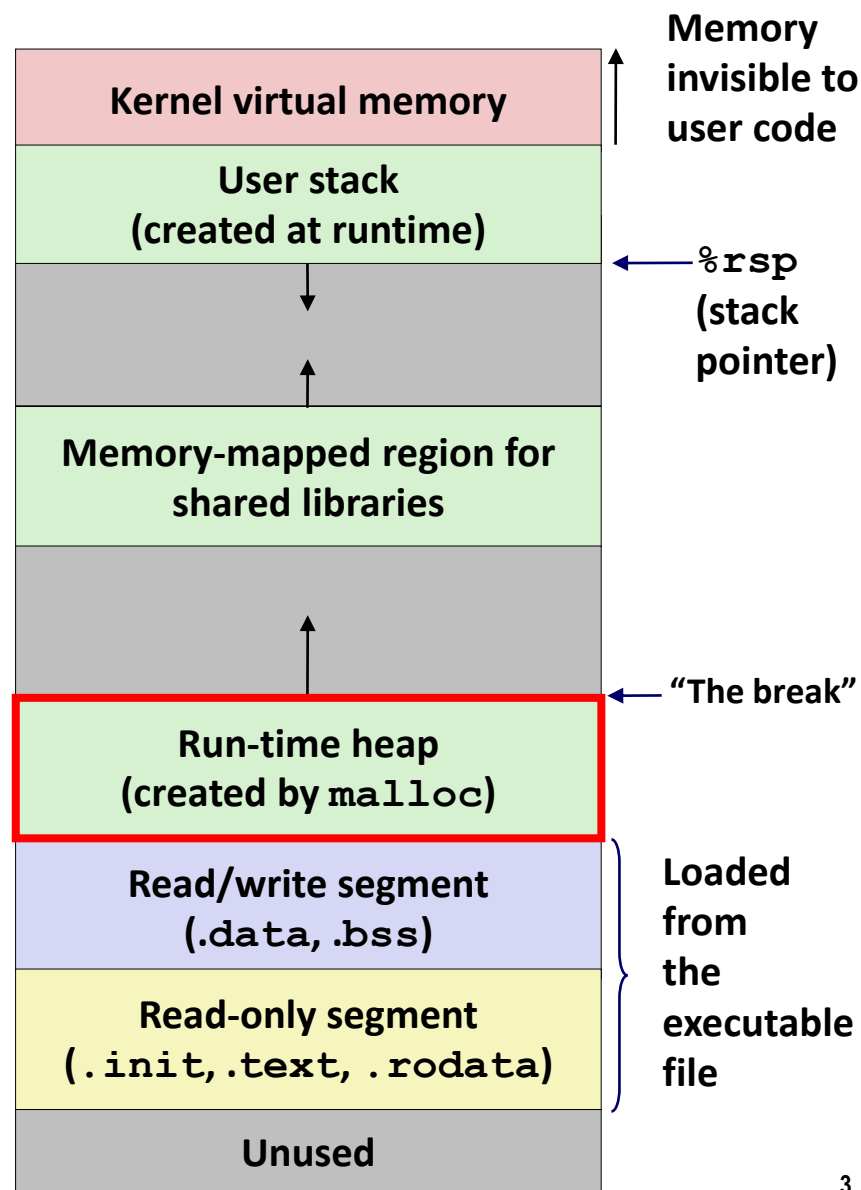 Memory
invisible to
user code
Kernel virtual memory
User stack
(created at runtime)
%rsp
(stack
pointer)
Memory-mapped region for
shared libraries
“The break”
Run-time heap
(created by malloc)
Read/write segment
(.data, .bss)
Read-only segment
(.init, .text, .rodata)
Loaded
from
the
executable
file
Unused
3